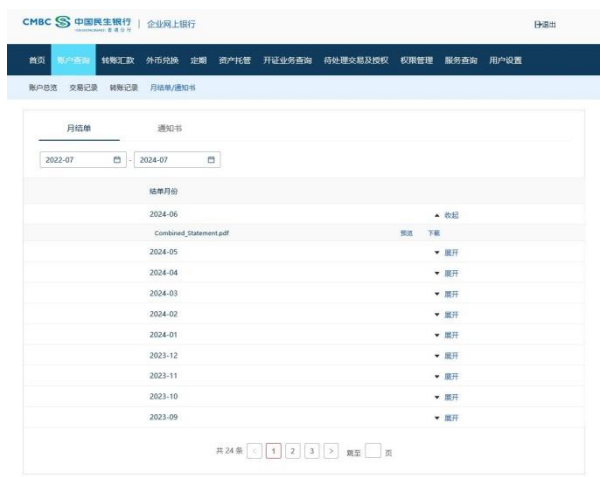 CMBC 中国民生银行 | 企业网上银行 退出
首页 账户查询 转账汇款 外币兑换 定期 资产托管 开证业务查询 待处理交易及授权 权限管理 服务查询 用户设置
账户总览 交易记录 转账记录 月结单/通知书
月结单 通知书
2022-07 - 2024-07
结单月份
2024-06 收起
Combined_Statement.pdf 预览 下载
2024-05 展开
2024-04 展开
2024-03 展开
2024-02 展开
2024-01 展开
2023-12 展开
2023-11 展开
2023-10 展开
2023-09 展开
共 24 条 < 1 2 3 > 跳至 页